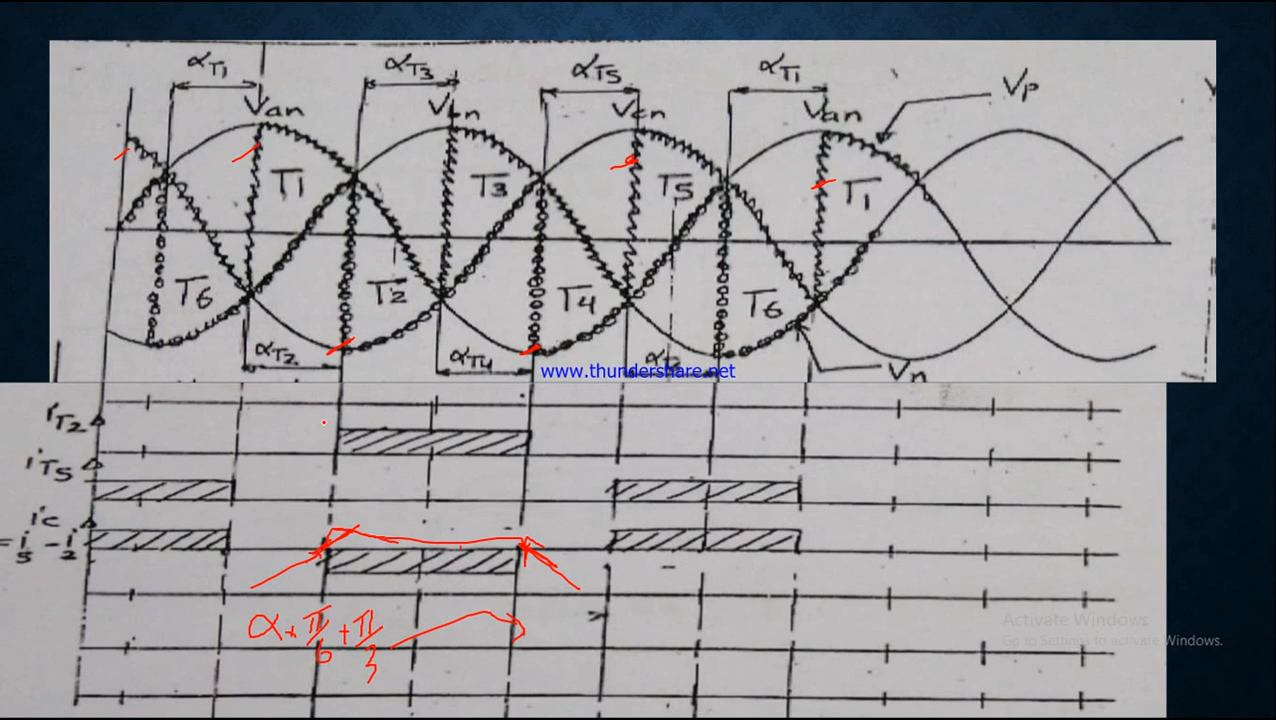 αT1 αT3 αT5 αT1
Van Vbn Vcn Van Vp
T1 T3 T5 T1
T6 T2 T4 T6
αT2 αT4 Vn
www.thundershare.net
iT2
iT5
ic
= i5 - i2
α + π/6 + π/3
Activate Windows
Go to Settings to activate Windows.